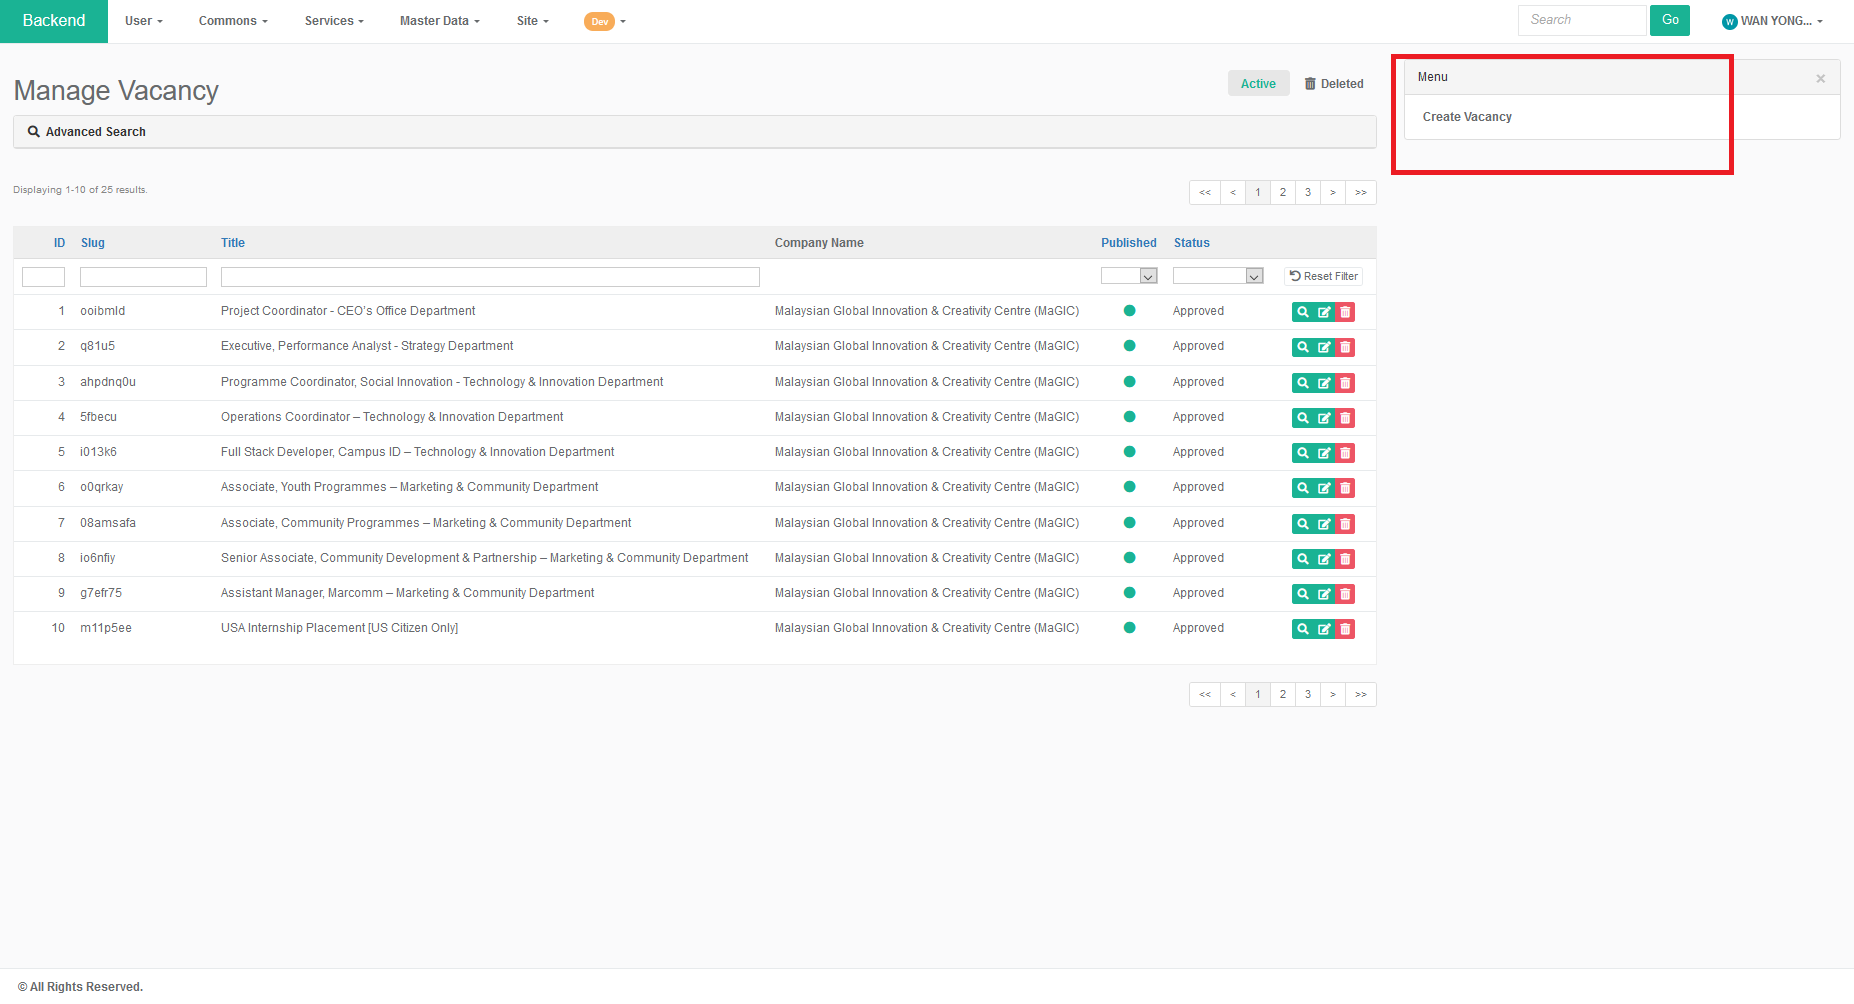 Backend User Commons Services Master Data Site Dev Search Go W WAN YONG...
Manage Vacancy
Active Deleted
Menu ×
Create Vacancy
Advanced Search
Displaying 1-10 of 25 results.
<< < 1 2 3 > >>
ID Slug Title Company Name Published Status
Reset Filter
1 ooibmld Project Coordinator - CEO's Office Department Malaysian Global Innovation & Creativity Centre (MaGIC) Approved
2 q81u5 Executive, Performance Analyst - Strategy Department Malaysian Global Innovation & Creativity Centre (MaGIC) Approved
3 ahpdnq0u Programme Coordinator, Social Innovation - Technology & Innovation Department Malaysian Global Innovation & Creativity Centre (MaGIC) Approved
4 5fbecu Operations Coordinator – Technology & Innovation Department Malaysian Global Innovation & Creativity Centre (MaGIC) Approved
5 i013k6 Full Stack Developer, Campus ID – Technology & Innovation Department Malaysian Global Innovation & Creativity Centre (MaGIC) Approved
6 o0qrkay Associate, Youth Programmes – Marketing & Community Department Malaysian Global Innovation & Creativity Centre (MaGIC) Approved
7 08amsafa Associate, Community Programmes – Marketing & Community Department Malaysian Global Innovation & Creativity Centre (MaGIC) Approved
8 io6nfiy Senior Associate, Community Development & Partnership – Marketing & Community Department Malaysian Global Innovation & Creativity Centre (MaGIC) Approved
9 g7efr75 Assistant Manager, Marcomm – Marketing & Community Department Malaysian Global Innovation & Creativity Centre (MaGIC) Approved
10 m11p5ee USA Internship Placement [US Citizen Only] Malaysian Global Innovation & Creativity Centre (MaGIC) Approved
<< < 1 2 3 > >>
© All Rights Reserved.